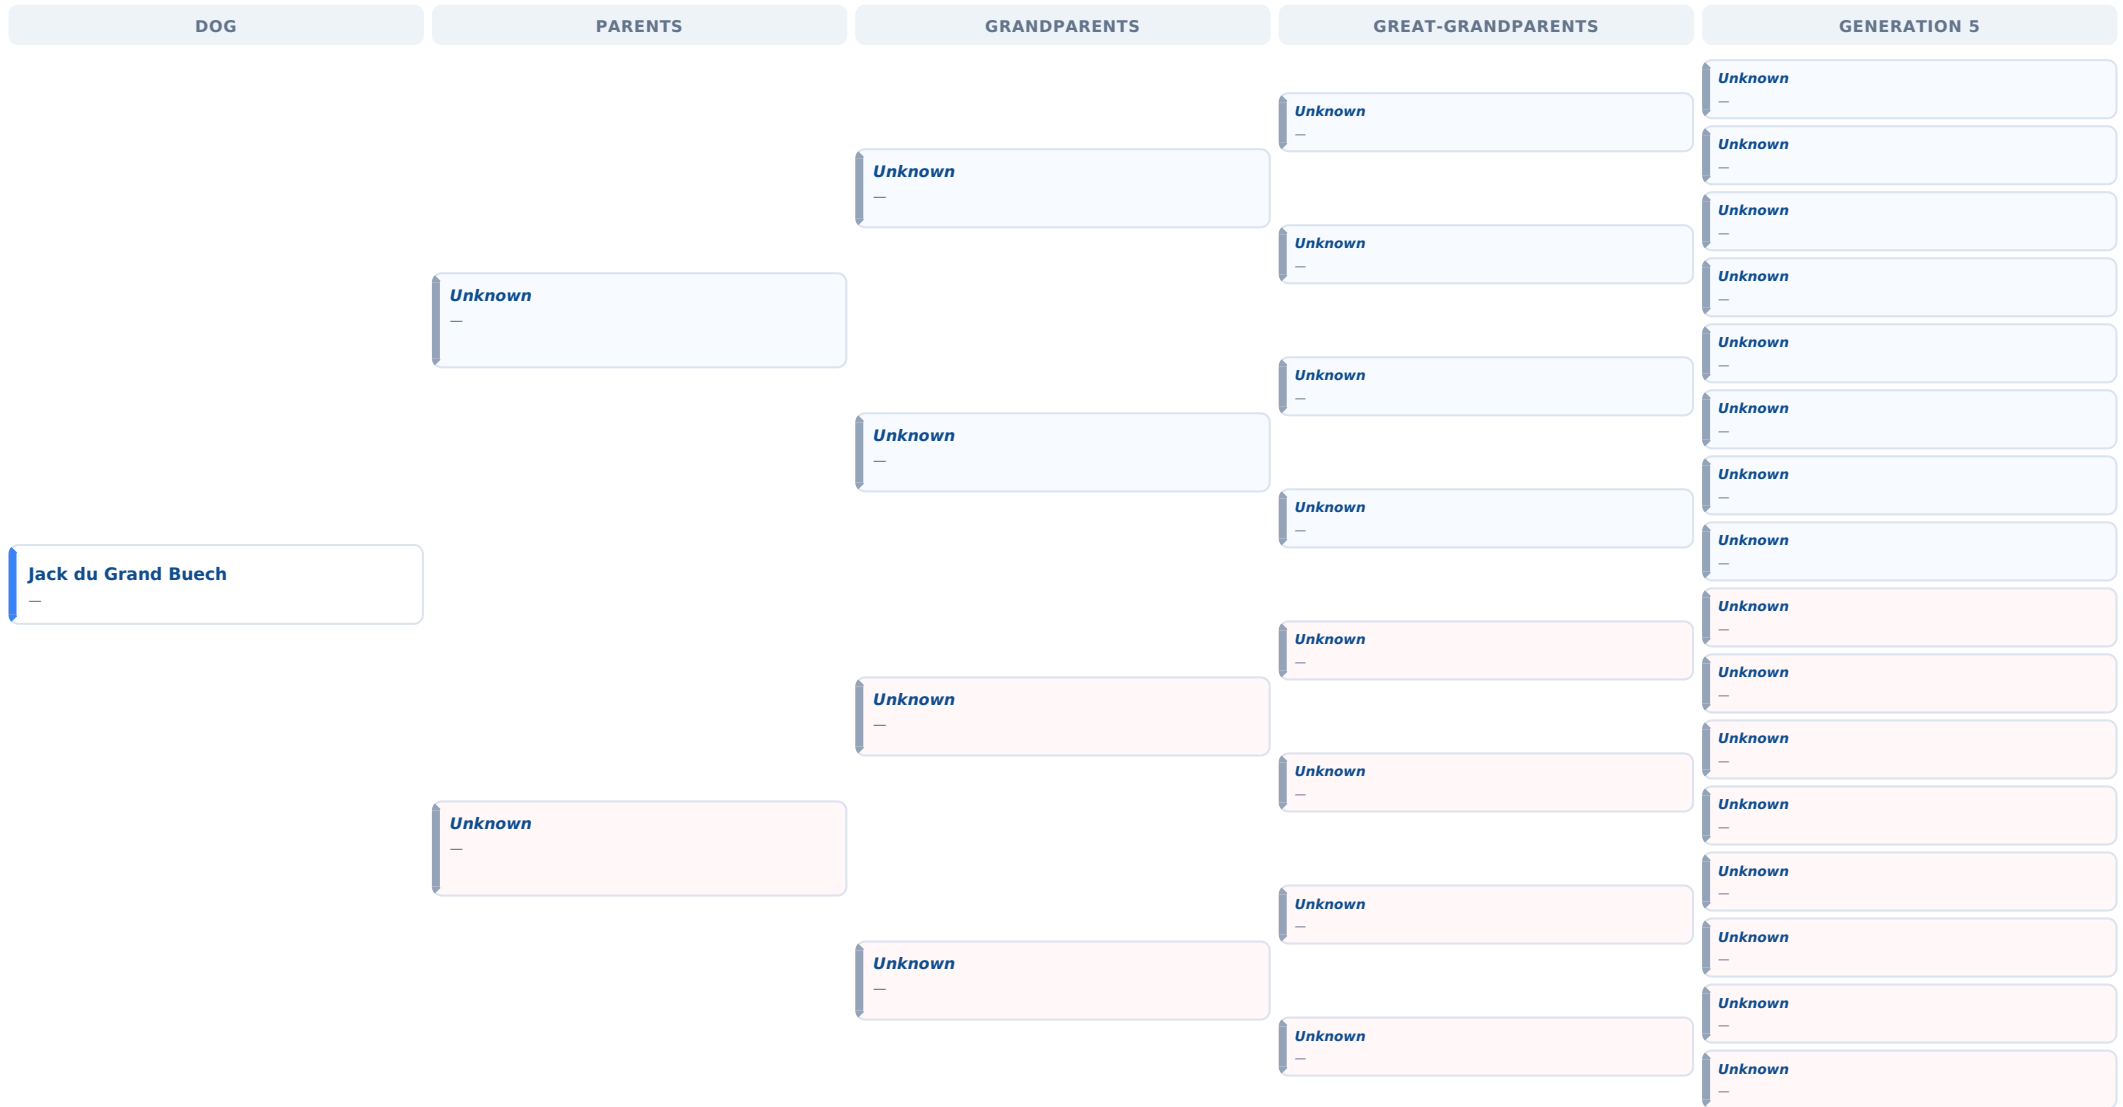 DOG
PARENTS
GRANDPARENTS
GREAT-GRANDPARENTS
GENERATION 5
Jack du Grand Buech
—
Unknown
—
Unknown
—
Unknown
—
Unknown
—
Unknown
—
Unknown
—
Unknown
—
Unknown
—
Unknown
—
Unknown
—
Unknown
—
Unknown
—
Unknown
—
Unknown
—
Unknown
—
Unknown
—
Unknown
—
Unknown
—
Unknown
—
Unknown
—
Unknown
—
Unknown
—
Unknown
—
Unknown
—
Unknown
—
Unknown
—
Unknown
—
Unknown
—
Unknown
—
Unknown
—